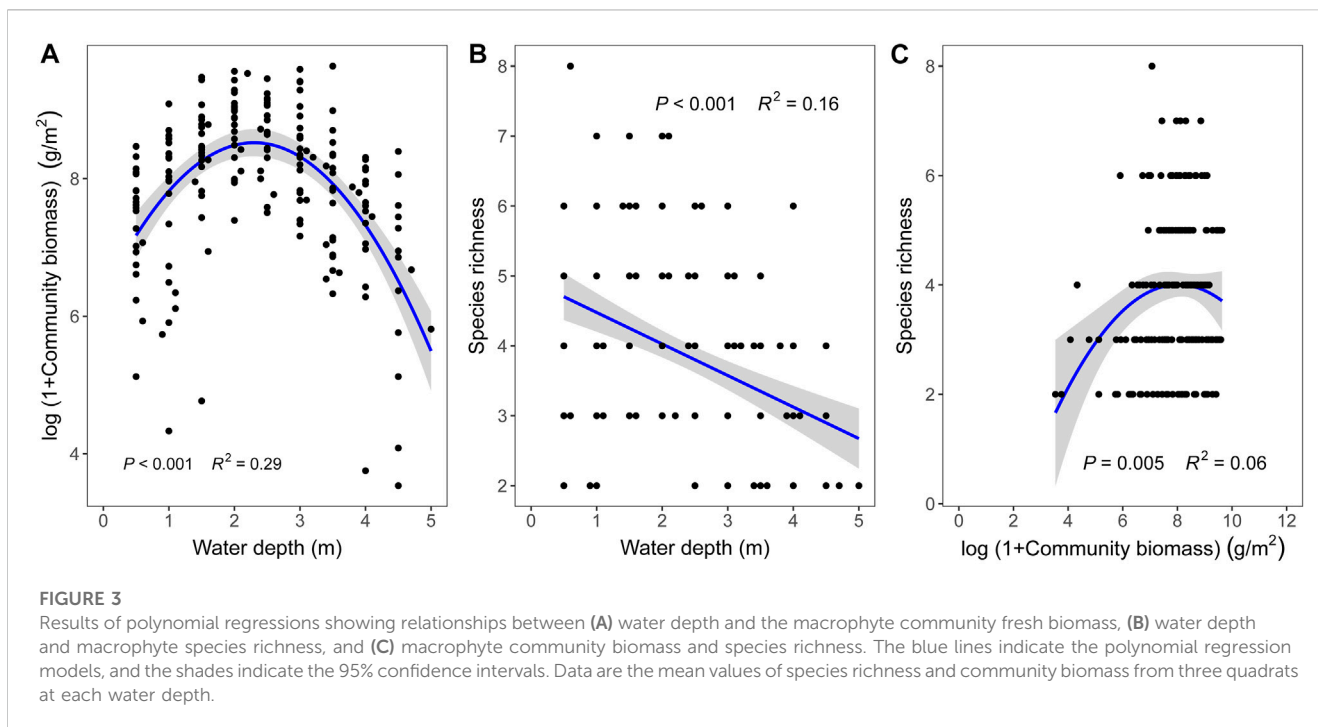 A
log (1+Community biomass) (g/m²)
8
6
4
P < 0.001 R² = 0.29
0 1 2 3 4 5
Water depth (m)
B
Species richness
8
7
6
5
4
3
2
P < 0.001 R² = 0.16
0 1 2 3 4 5
Water depth (m)
C
Species richness
8
6
4
2
0
P = 0.005 R² = 0.06
0 2 4 6 8 10 12
log (1+Community biomass) (g/m²)
FIGURE 3
Results of polynomial regressions showing relationships between (A) water depth and the macrophyte community fresh biomass, (B) water depth
and macrophyte species richness, and (C) macrophyte community biomass and species richness. The blue lines indicate the polynomial regression
models, and the shades indicate the 95% confidence intervals. Data are the mean values of species richness and community biomass from three quadrats
at each water depth.